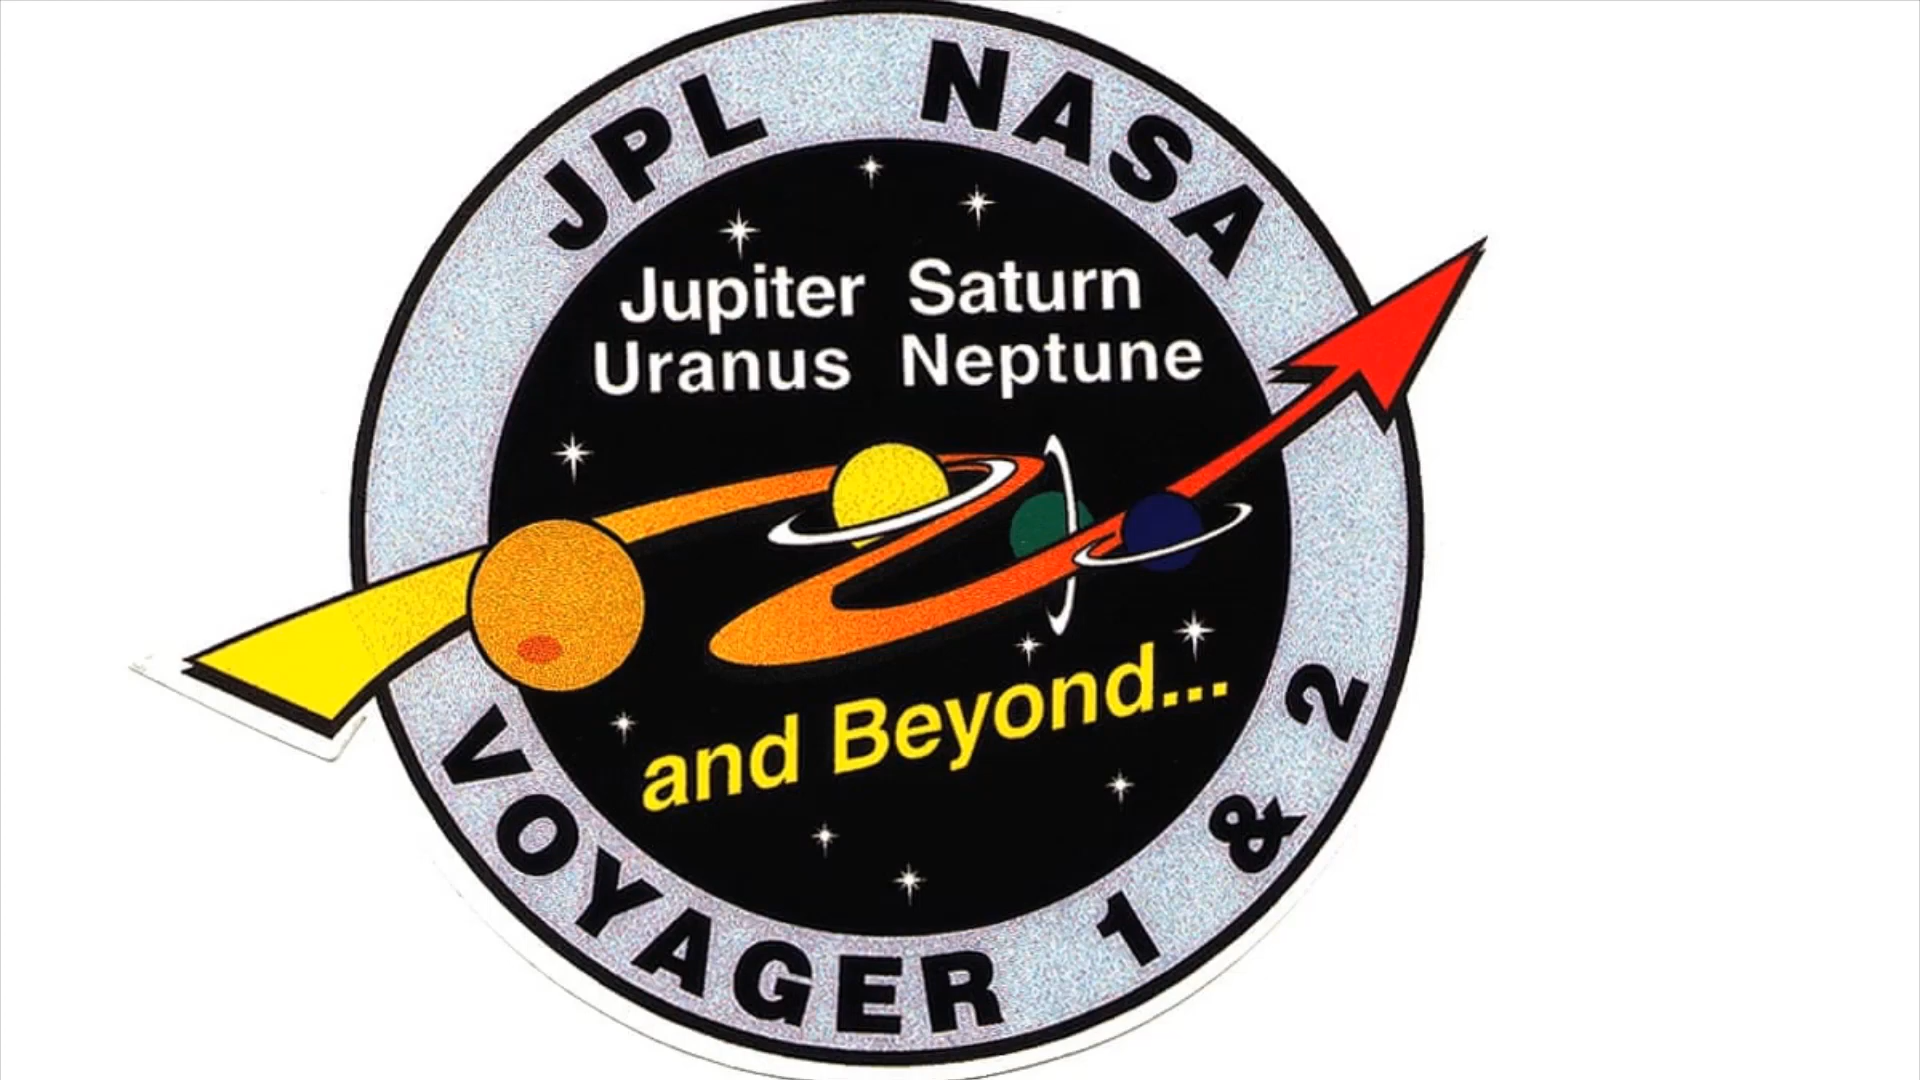 JPL NASA
Jupiter Saturn
Uranus Neptune
and Beyond...
VOYAGER 1 & 2